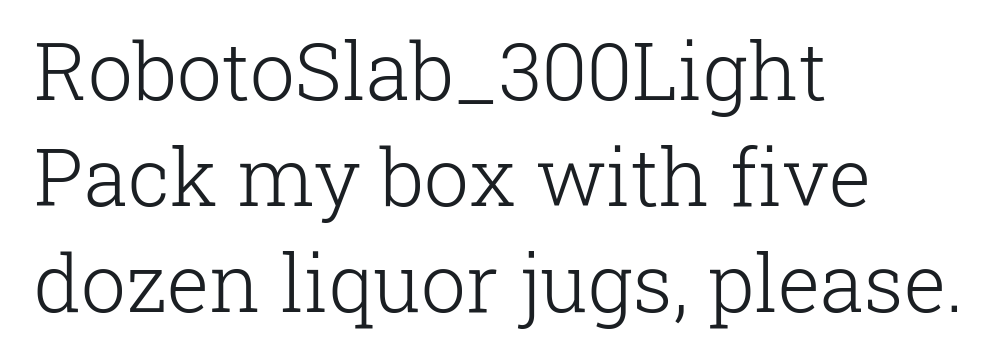 RobotoSlab_300Light
Pack my box with five
dozen liquor jugs, please.